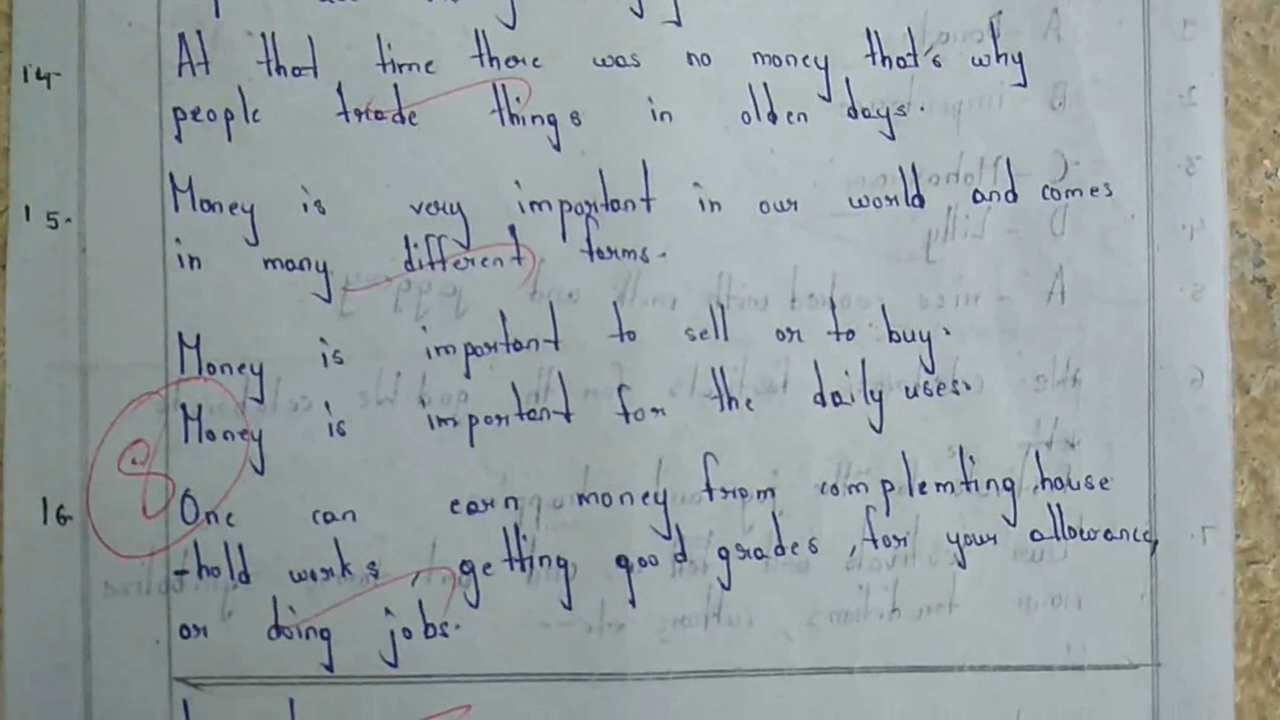 14- At that time there was no money that's why
people trade things in olden days.
15. Money is very important in our world and comes
in many different forms.
Money is important to sell or to buy.
Money is important for the daily uses.
8
16 One can earn money from complemting house
-hold works, getting good grades, for your allowance,
or doing jobs.